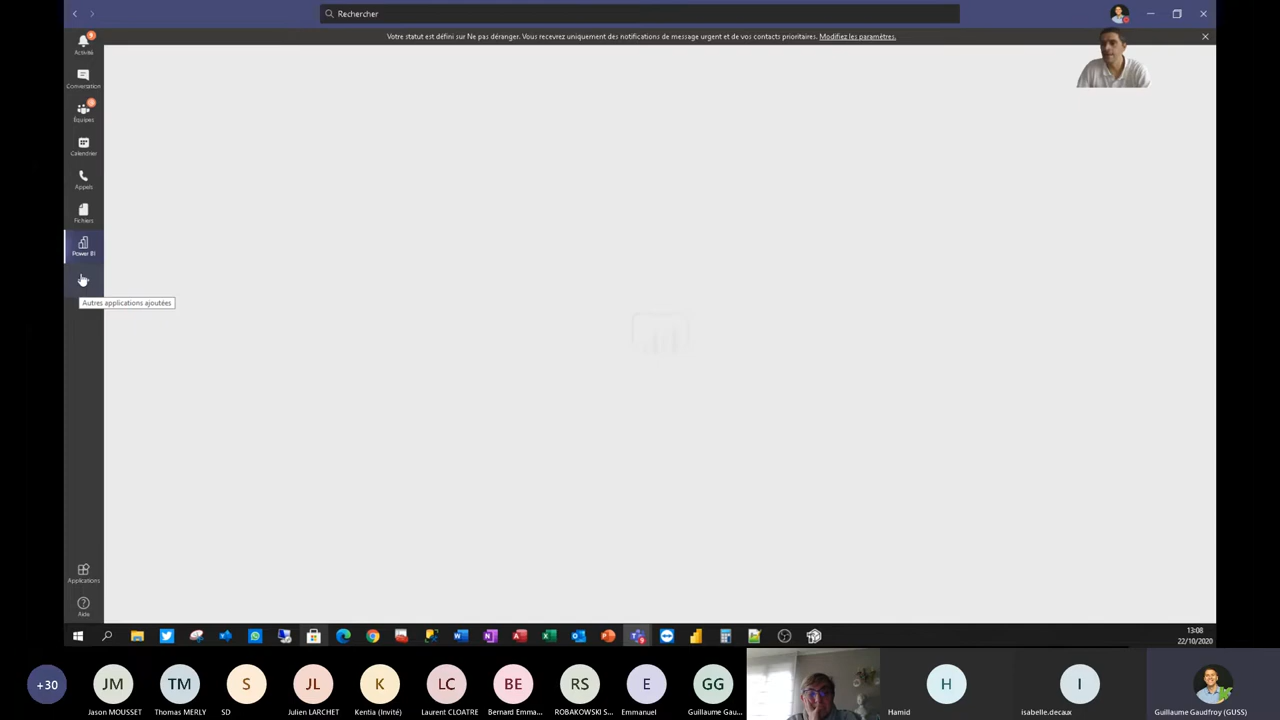 Rechercher
Votre statut est défini sur Ne pas déranger. Vous recevrez uniquement des notifications de message urgent et de vos contacts prioritaires. Modifiez les paramètres.
9
Activité
Conversation
Équipes
Calendrier
Appels
Fichiers
Power BI
Autres applications ajoutées
Applications
Aide
13:08
22/10/2020
+30
JM
TM
S
JL
K
LC
BE
RS
E
GG
H
I
Jason MOUSSET
Thomas MERLY
SD
Julien LARCHET
Kentia (Invité)
Laurent CLOATRE
Bernard Emma...
ROBAKOWSKI S...
Emmanuel
Guillaume Gau...
Hamid
isabelle.decaux
Guillaume Gaudfroy (GUSS)